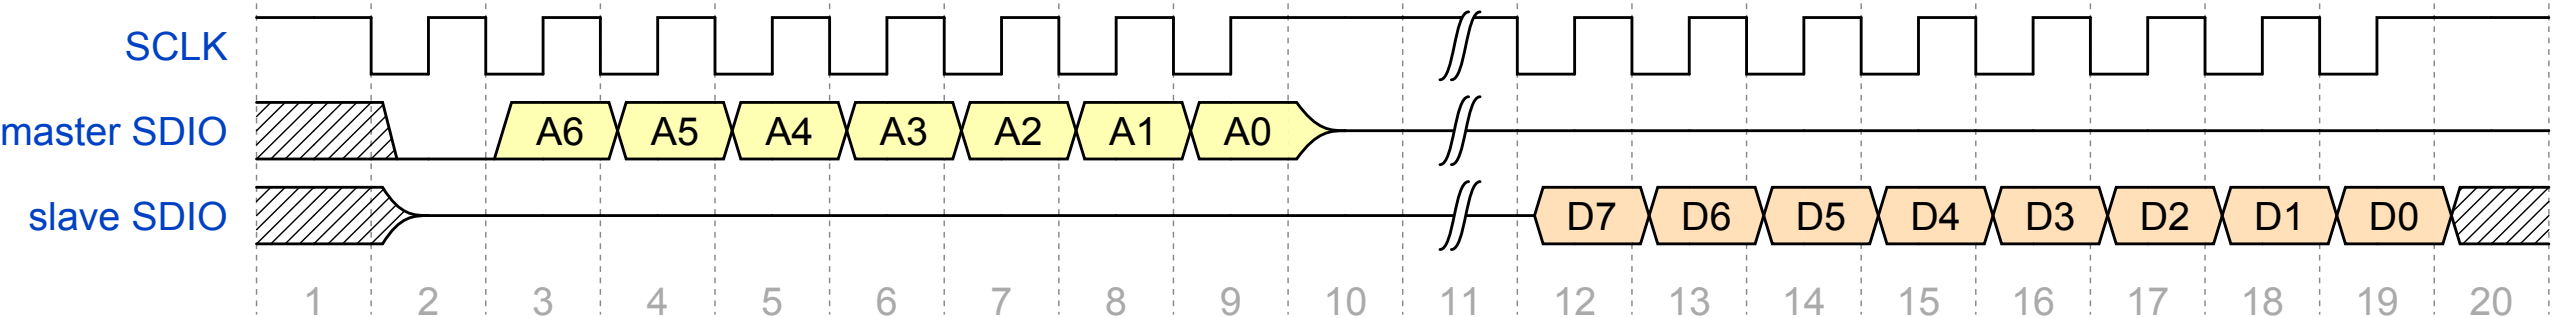 SCLK
master SDIO A6 A5 A4 A3 A2 A1 A0
slave SDIO D7 D6 D5 D4 D3 D2 D1 D0
1 2 3 4 5 6 7 8 9 10 11 12 13 14 15 16 17 18 19 20